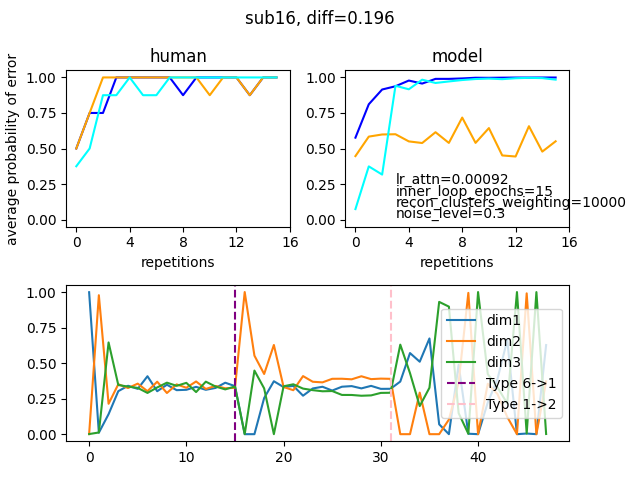 sub16, diff=0.196
human
model
average probability of error
1.00
0.75
0.50
0.25
0.00
0
4
8
12
16
repetitions
1.00
0.75
0.50
0.25
0.00
lr_attn=0.00092
inner_loop_epochs=15
recon_clusters_weighting=10000
noise_level=0.3
0
4
8
12
16
repetitions
1.00
0.75
0.50
0.25
0.00
dim1
dim2
dim3
Type 6->1
Type 1->2
0
10
20
30
40